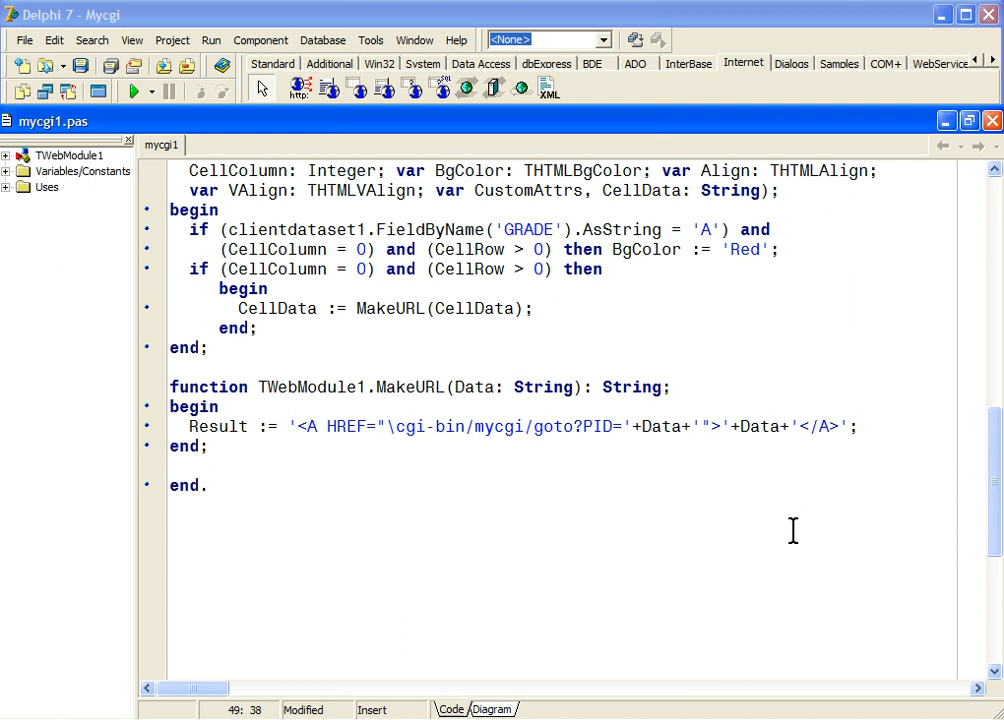 Delphi 7 - Mycgi
File Edit Search View Project Run Component Database Tools Window Help <None>
Standard Additional Win32 System Data Access dbExpress BDE ADO InterBase Internet Dialogs Samples COM+ WebService
http: SQL XML
mycgi1.pas
mycgi1
TWebModule1
Variables/Constants
Uses
CellColumn: Integer; var BgColor: THTMLBgColor; var Align: THTMLAlign;
var VAlign: THTMLVAlign; var CustomAttrs, CellData: String);
begin
if (clientdataset1.FieldByName('GRADE').AsString = 'A') and
(CellColumn = 0) and (CellRow > 0) then BgColor := 'Red';
if (CellColumn = 0) and (CellRow > 0) then
begin
CellData := MakeURL(CellData);
end;
end;
function TWebModule1.MakeURL(Data: String): String;
begin
Result := '<A HREF="\cgi-bin/mycgi/goto?PID='+Data+'">'+Data+'</A>';
end;
end.
49: 38 Modified Insert Code Diagram